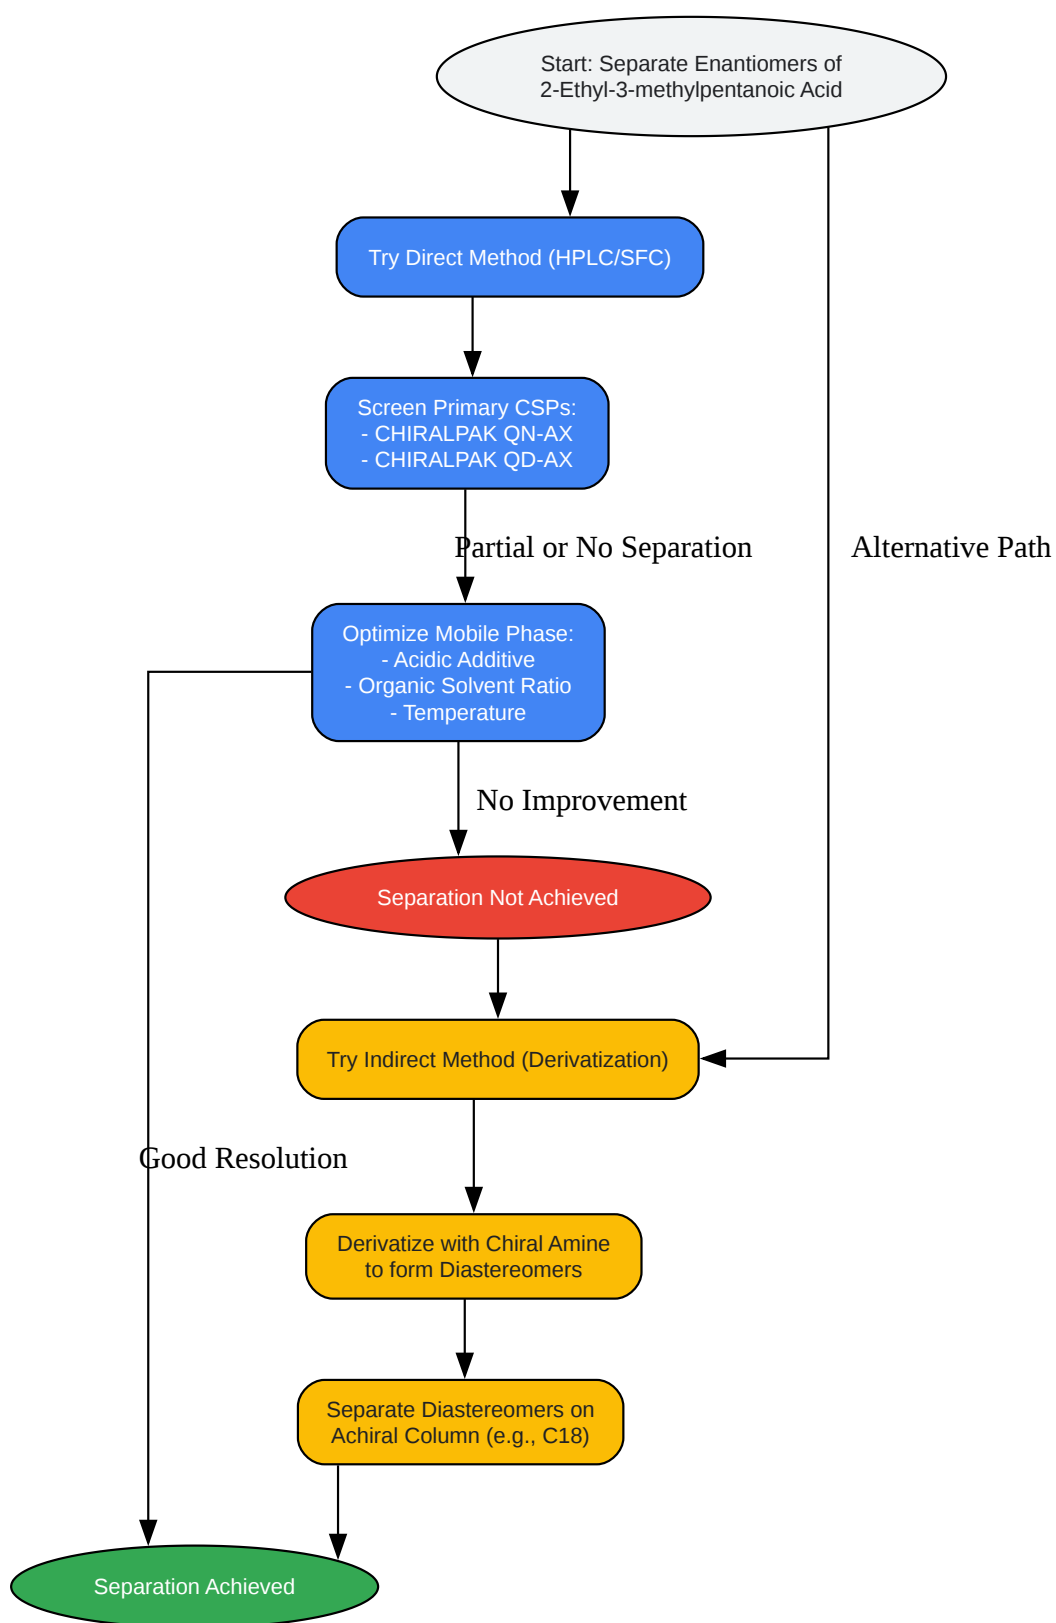 Start: Separate Enantiomers of
2-Ethyl-3-methylpentanoic Acid
Try Direct Method (HPLC/SFC)
Screen Primary CSPs:
- CHIRALPAK QN-AX
- CHIRALPAK QD-AX
Partial or No Separation
Alternative Path
Optimize Mobile Phase:
- Acidic Additive
- Organic Solvent Ratio
- Temperature
No Improvement
Separation Not Achieved
Try Indirect Method (Derivatization)
Good Resolution
Derivatize with Chiral Amine
to form Diastereomers
Separate Diastereomers on
Achiral Column (e.g., C18)
Separation Achieved